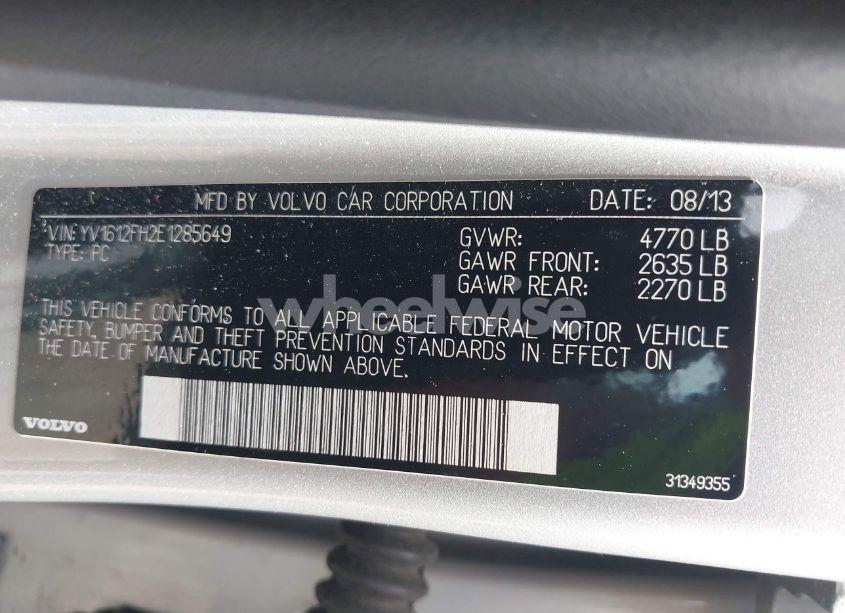 MFD BY VOLVO CAR CORPORATION DATE: 08/13
VIN: YV1612FH2E1285649
TYPE: PC
GVWR: 4770 LB
GAWR FRONT: 2635 LB
GAWR REAR: 2270 LB
wheelwise
THIS VEHICLE CONFORMS TO ALL APPLICABLE FEDERAL MOTOR VEHICLE
SAFETY, BUMPER AND THEFT PREVENTION STANDARDS IN EFFECT ON
THE DATE OF MANUFACTURE SHOWN ABOVE.
VOLVO
31349355